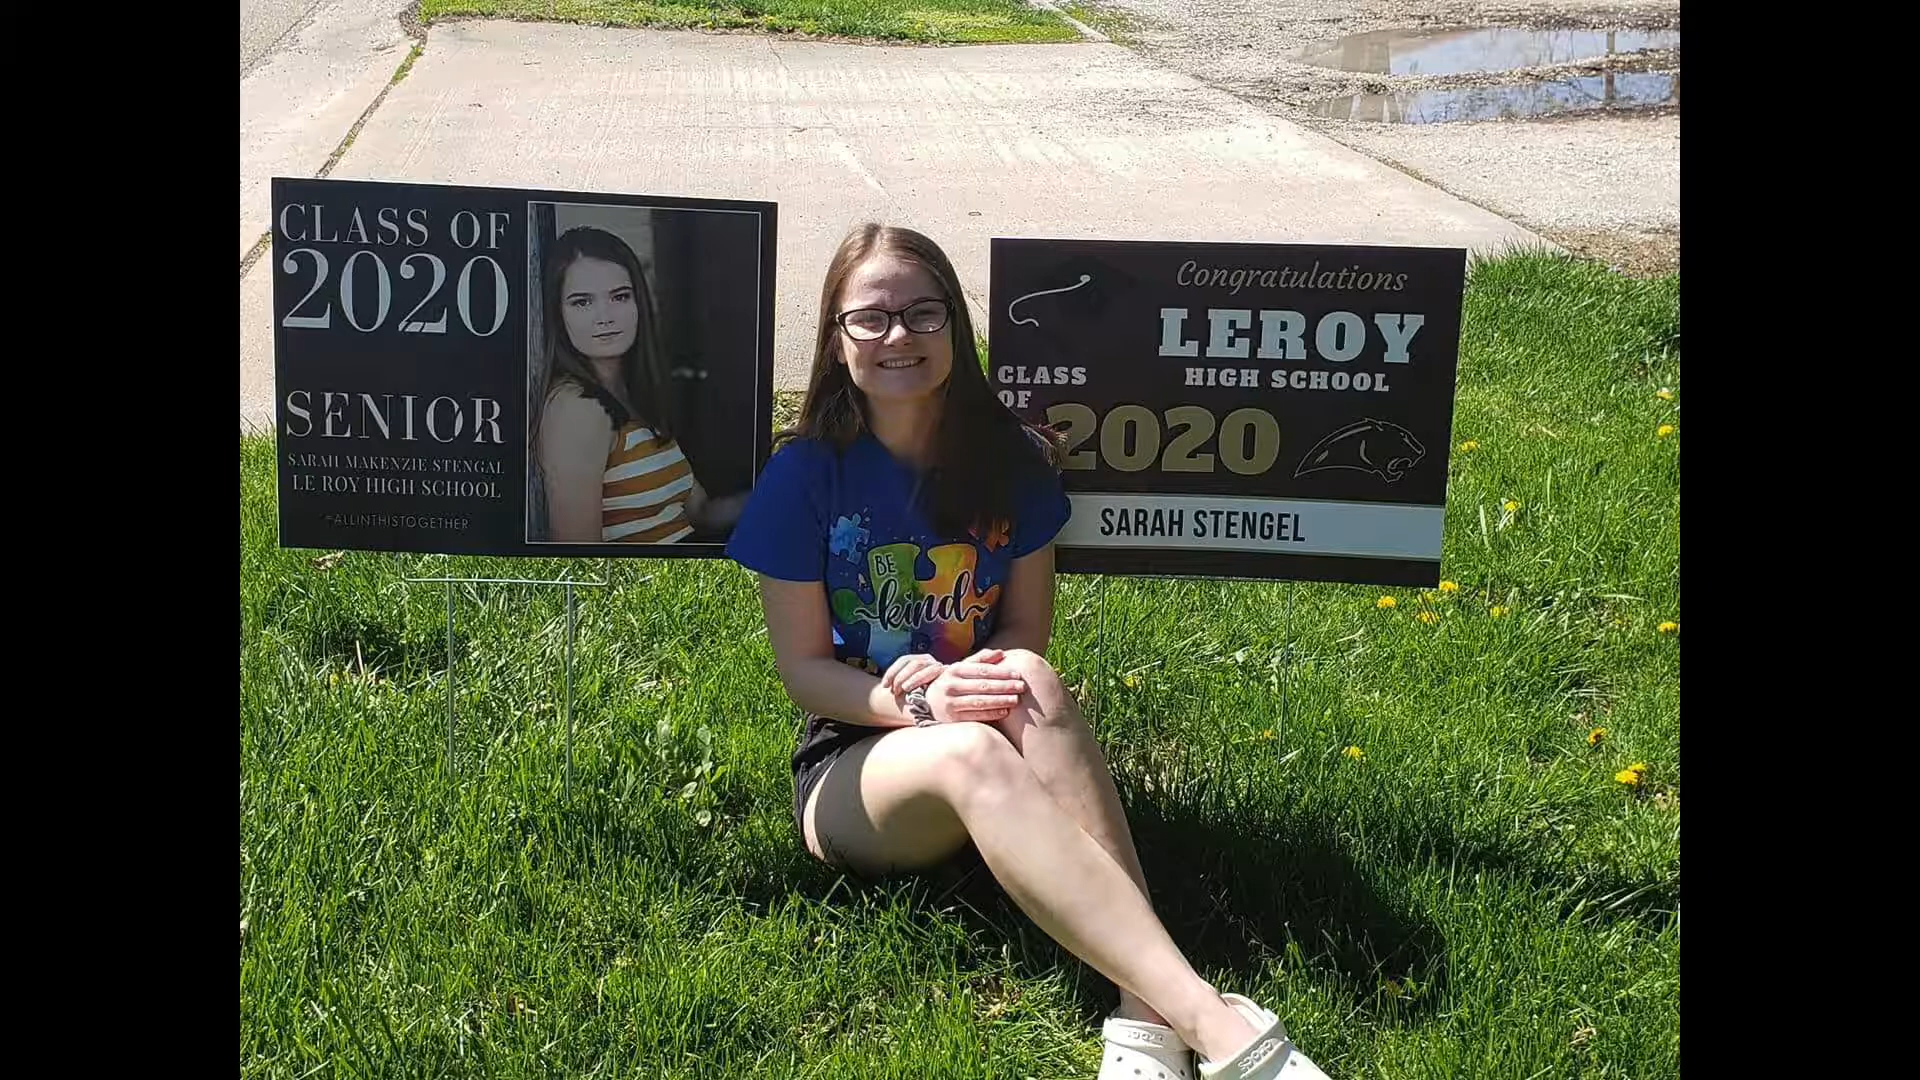 CLASS OF
2020
SENIOR
SARAH MAKENZIE STENGAL
LE ROY HIGH SCHOOL
#ALLINTHISTOGETHER
Congratulations
LEROY
HIGH SCHOOL
CLASS
OF
2020
SARAH STENGEL
BE
kind
crocs